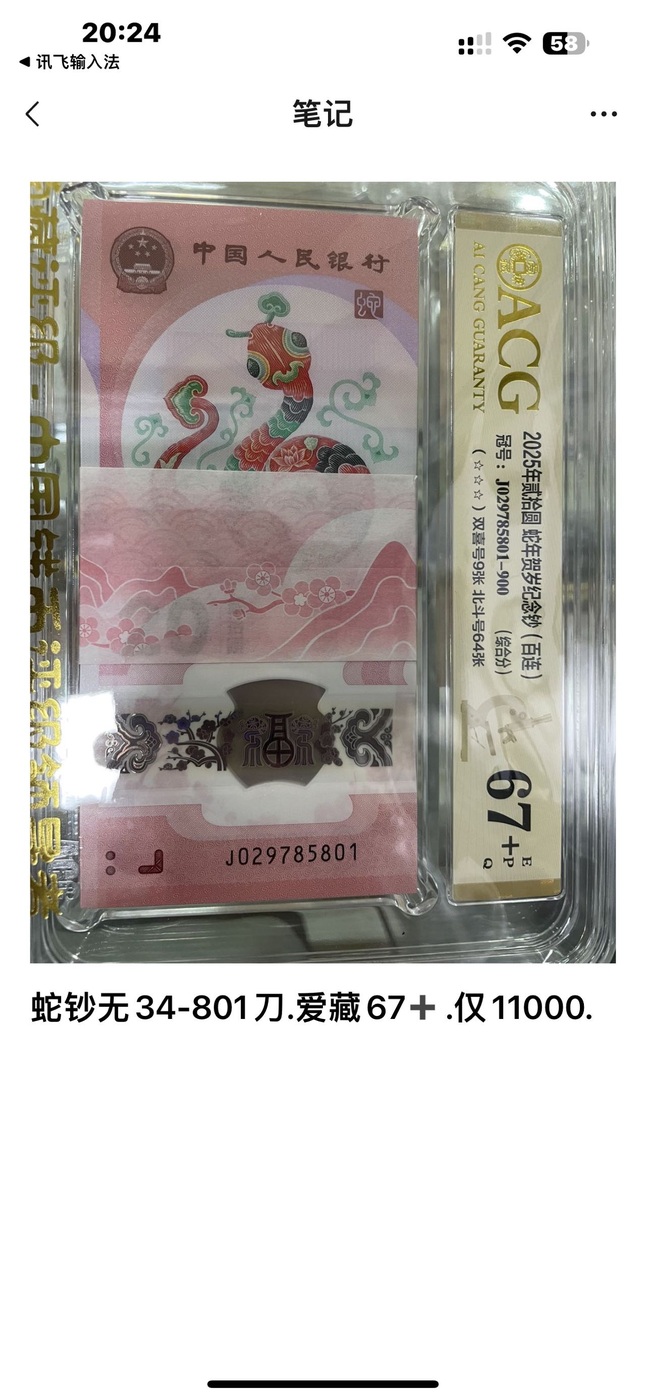 20:24
58
◀ 讯飞输入法
笔记
中国人民银行
蛇
福
J029785801
ACG
AI CANG GUARANTY
2025年贰拾圆 蛇年贺岁纪念钞（百连）
冠号：J029785801-900 （综合分）
（☆☆☆）双喜号9张 北斗号64张
67+
E
P
Q
蛇钞无34-801刀.爱藏67➕ .仅11000.